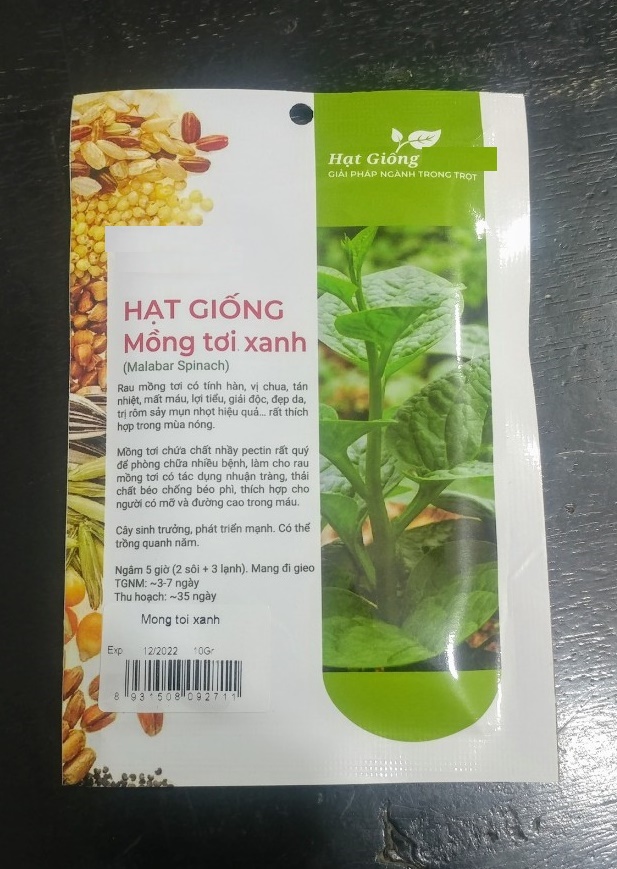 Hạt Giống
GIẢI PHÁP NGÀNH TRONG TRỌT
HẠT GIỐNG
Mồng tơi xanh
(Malabar Spinach)
Rau mồng tơi có tính hàn, vị chua, tán
nhiệt, mất máu, lợi tiểu, giải độc, đẹp da,
trị rôm sảy mụn nhọt hiệu quả... rất thích
hợp trong mùa nóng.
Mồng tơi chứa chất nhầy pectin rất quý
để phòng chữa nhiều bệnh, làm cho rau
mồng tơi có tác dụng nhuận tràng, thải
chất béo chống béo phì, thích hợp cho
người có mỡ và đường cao trong máu.
Cây sinh trưởng, phát triển mạnh. Có thể
trồng quanh năm.
Ngâm 5 giờ (2 sôi + 3 lạnh). Mang đi gieo
TGNM: ~3-7 ngày
Thu hoạch: ~35 ngày
Mong toi xanh
Exp 12/2022 10Gr
8 931508 092711